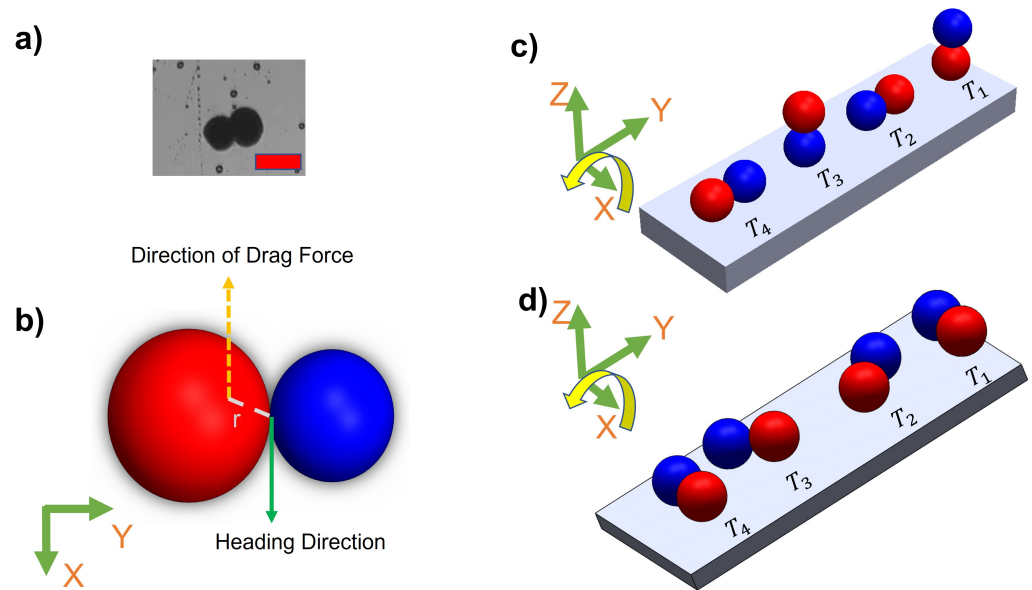 a)
Direction of Drag Force
b)
r
Y
X
Heading Direction
c)
Z
Y
X
T₁
T₂
T₃
T₄
d)
Z
Y
X
T₁
T₂
T₃
T₄